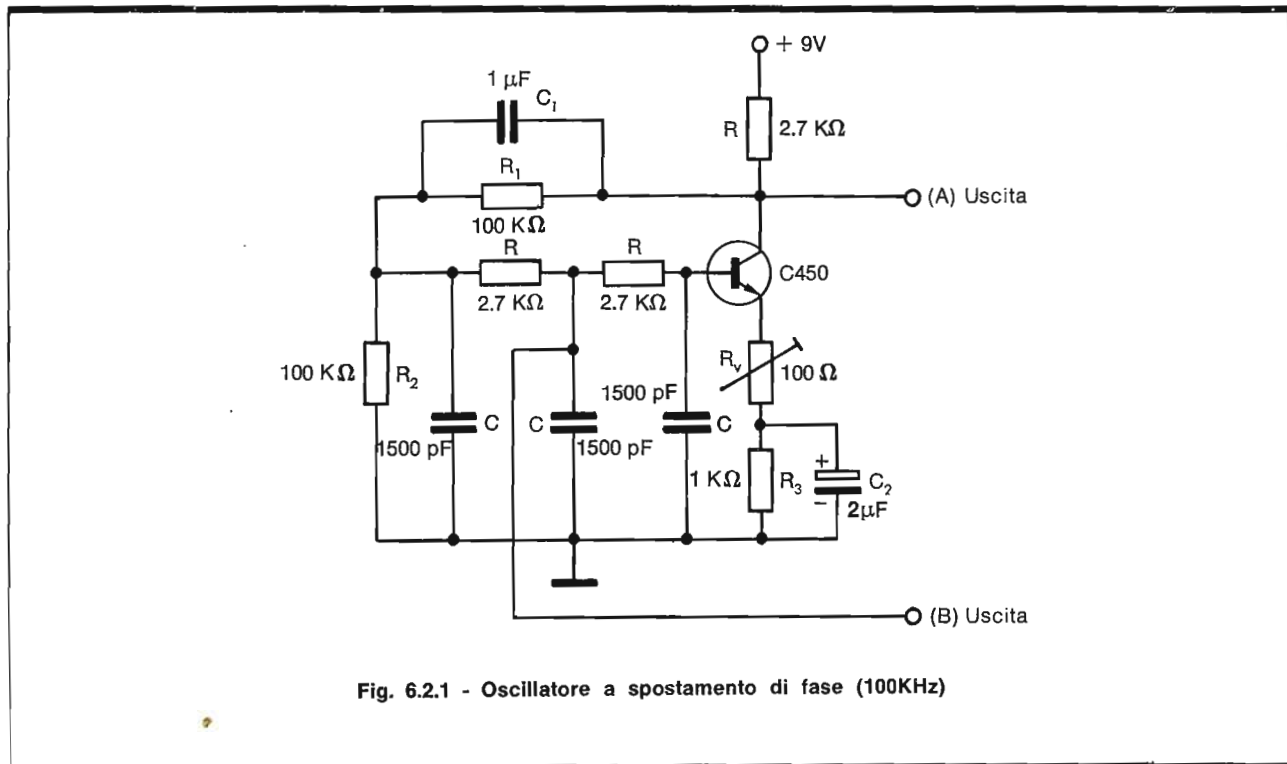 + 9V
1 μF
C₁
R 2.7 KΩ
R₁
(A) Uscita
100 KΩ
R R
C450
2.7 KΩ 2.7 KΩ
100 KΩ R₂
Rᵥ 100 Ω
1500 pF
C C C
1500 pF 1500 pF
1 KΩ R₃
+ C₂
− 2μF
(B) Uscita
Fig. 6.2.1 - Oscillatore a spostamento di fase (100KHz)